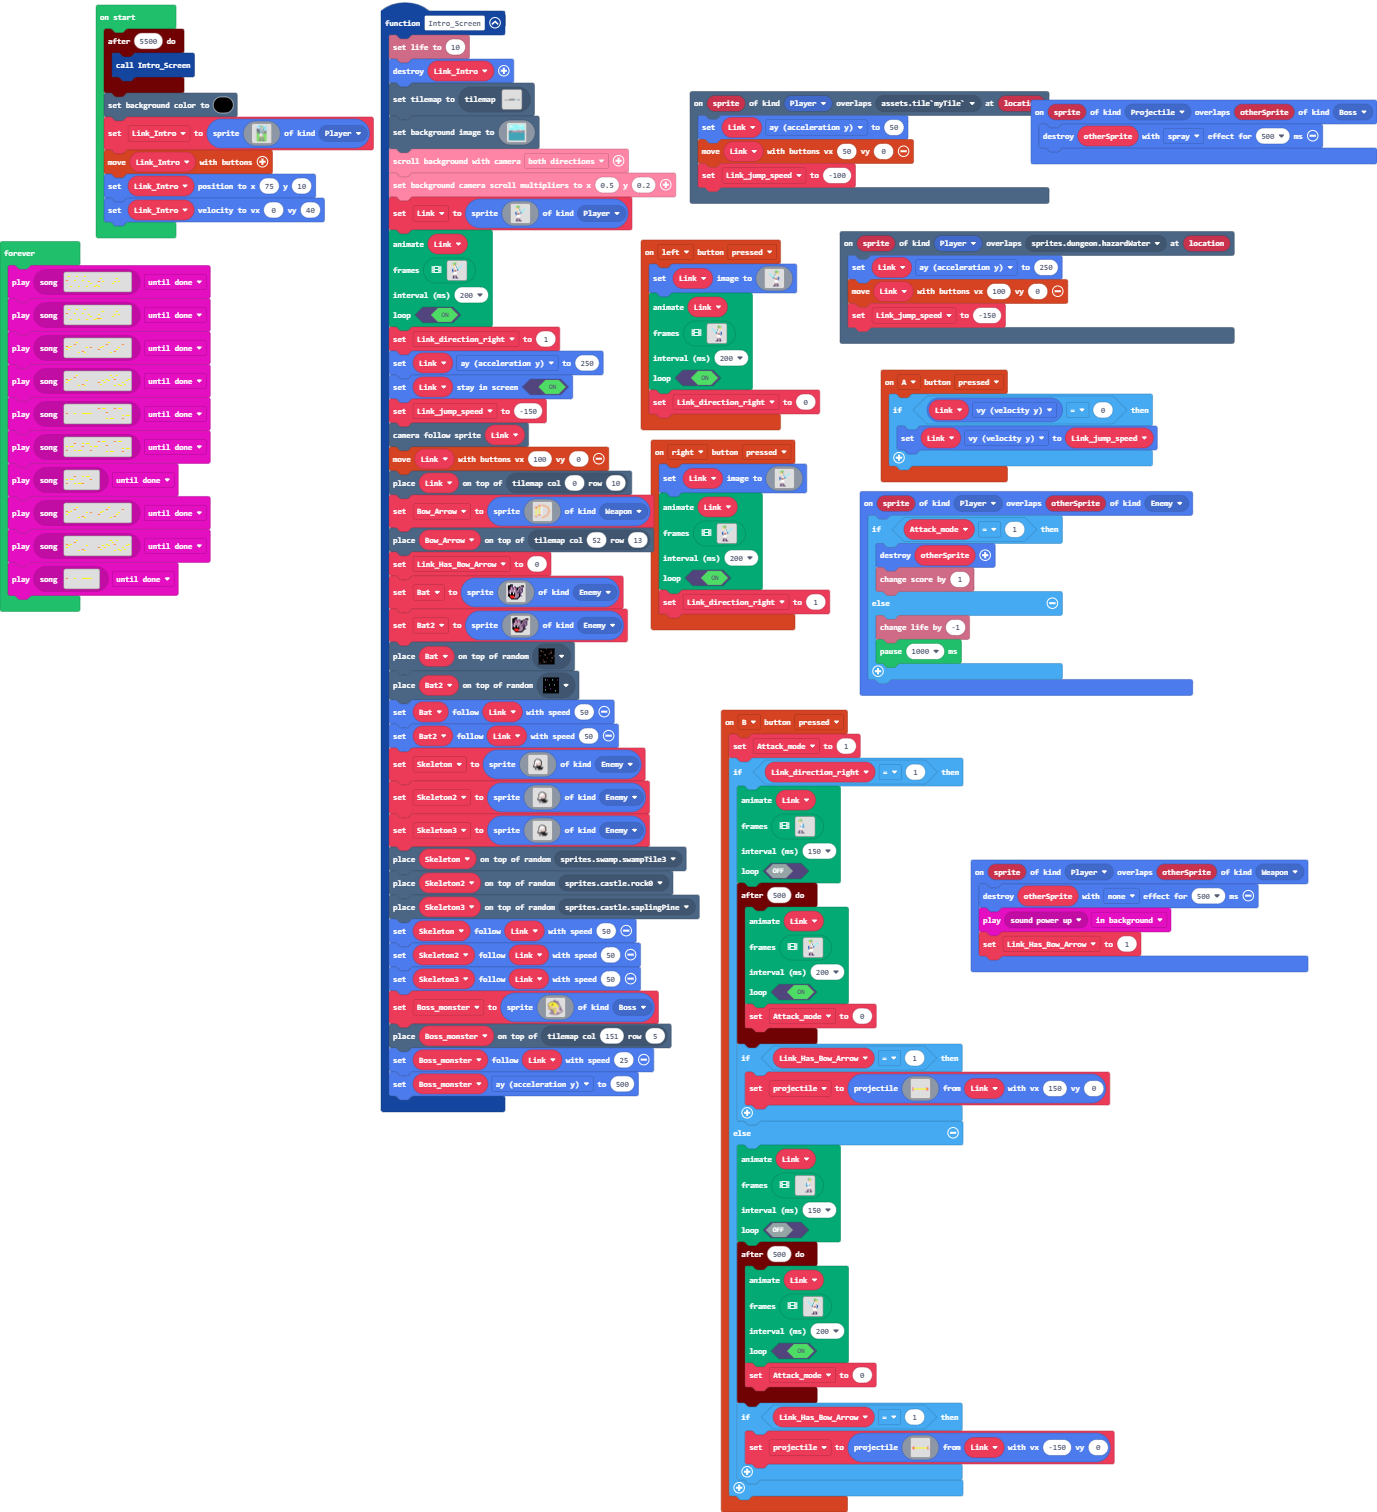 on start
after 5500 do
call Intro_Screen
set background color to
set Link_Intro to sprite of kind Player
move Link_Intro with buttons
set Link_Intro position to x 75 y 10
set Link_Intro velocity to vx 0 vy 40
forever
play song until done
play song until done
play song until done
play song until done
play song until done
play song until done
play song until done
play song until done
play song until done
play song until done
function Intro_Screen
set life to 10
destroy Link_Intro
set tilemap to tilemap
set background image to
scroll background with camera both directions
set background camera scroll multipliers to x 0.5 y 0.2
set Link to sprite of kind Player
animate Link
frames
interval (ms) 200
loop ON
set Link_direction_right to 1
set Link ay (acceleration y) to 250
set Link stay in screen ON
set Link_jump_speed to -150
camera follow sprite Link
move Link with buttons vx 100 vy 0
place Link on top of tilemap col 0 row 10
set Bow_Arrow to sprite of kind Weapon
place Bow_Arrow on top of tilemap col 52 row 13
set Link_Has_Bow_Arrow to 0
set Bat to sprite of kind Enemy
set Bat2 to sprite of kind Enemy
place Bat on top of random
place Bat2 on top of random
set Bat follow Link with speed 50
set Bat2 follow Link with speed 50
set Skeleton to sprite of kind Enemy
set Skeleton2 to sprite of kind Enemy
set Skeleton3 to sprite of kind Enemy
place Skeleton on top of random sprites.swamp.swampTile3
place Skeleton2 on top of random sprites.castle.rock0
place Skeleton3 on top of random sprites.castle.saplingPine
set Skeleton follow Link with speed 50
set Skeleton2 follow Link with speed 50
set Skeleton3 follow Link with speed 50
set Boss_monster to sprite of kind Boss
place Boss_monster on top of tilemap col 151 row 5
set Boss_monster follow Link with speed 25
set Boss_monster ay (acceleration y) to 500
on sprite of kind Player overlaps assets.tile`myTile` at
set Link ay (acceleration y) to 50
move Link with buttons vx 50 vy 0
set Link_jump_speed to -100
on sprite of kind Projectile overlaps otherSprite of kind Boss
destroy otherSprite with spray effect for 500 ms
on left button pressed
set Link image to
animate Link
frames
interval (ms) 200
loop ON
set Link_direction_right to 0
on right button pressed
set Link image to
animate Link
frames
interval (ms) 200
loop ON
set Link_direction_right to 1
on sprite of kind Player overlaps sprites.dungeon.hazardWater at location
set Link ay (acceleration y) to 250
move Link with buttons vx 100 vy 0
set Link_jump_speed to -150
on A button pressed
if Link vy (velocity y) = 0 then
set Link vy (velocity y) to Link_jump_speed
on sprite of kind Player overlaps otherSprite of kind Enemy
if Attack_mode = 1 then
destroy otherSprite
change score by 1
else
change life by -1
pause 1000 ms
on B button pressed
set Attack_mode to 1
if Link_direction_right = 1 then
animate Link
frames
interval (ms) 150
loop OFF
after 500 do
animate Link
frames
interval (ms) 200
loop ON
set Attack_mode to 0
if Link_Has_Bow_Arrow = 1 then
set projectile to projectile from Link with vx 150 vy 0
else
animate Link
frames
interval (ms) 150
loop OFF
after 500 do
animate Link
frames
interval (ms) 200
loop ON
set Attack_mode to 0
if Link_Has_Bow_Arrow = 1 then
set projectile to projectile from Link with vx -150 vy 0
on sprite of kind Player overlaps otherSprite of kind Weapon
destroy otherSprite with none effect for 500 ms
play sound power up in background
set Link_Has_Bow_Arrow to 1